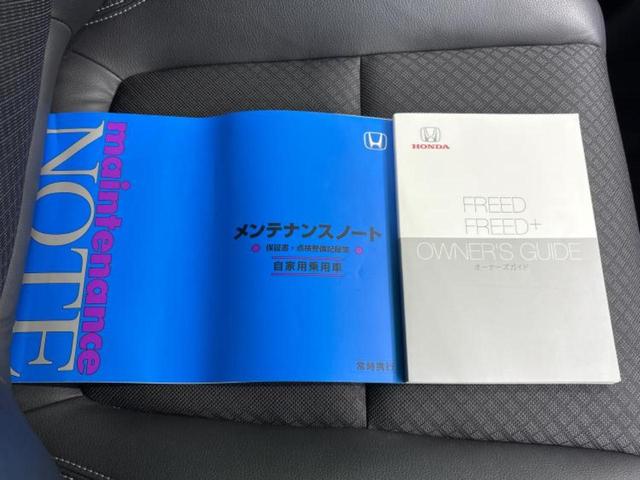 maintenance
NOTE
メンテナンスノート
保証書・点検整備記録簿
自家用乗用車
常時携行
HONDA
FREED
FREED+
OWNER'S GUIDE
オーナーズガイド